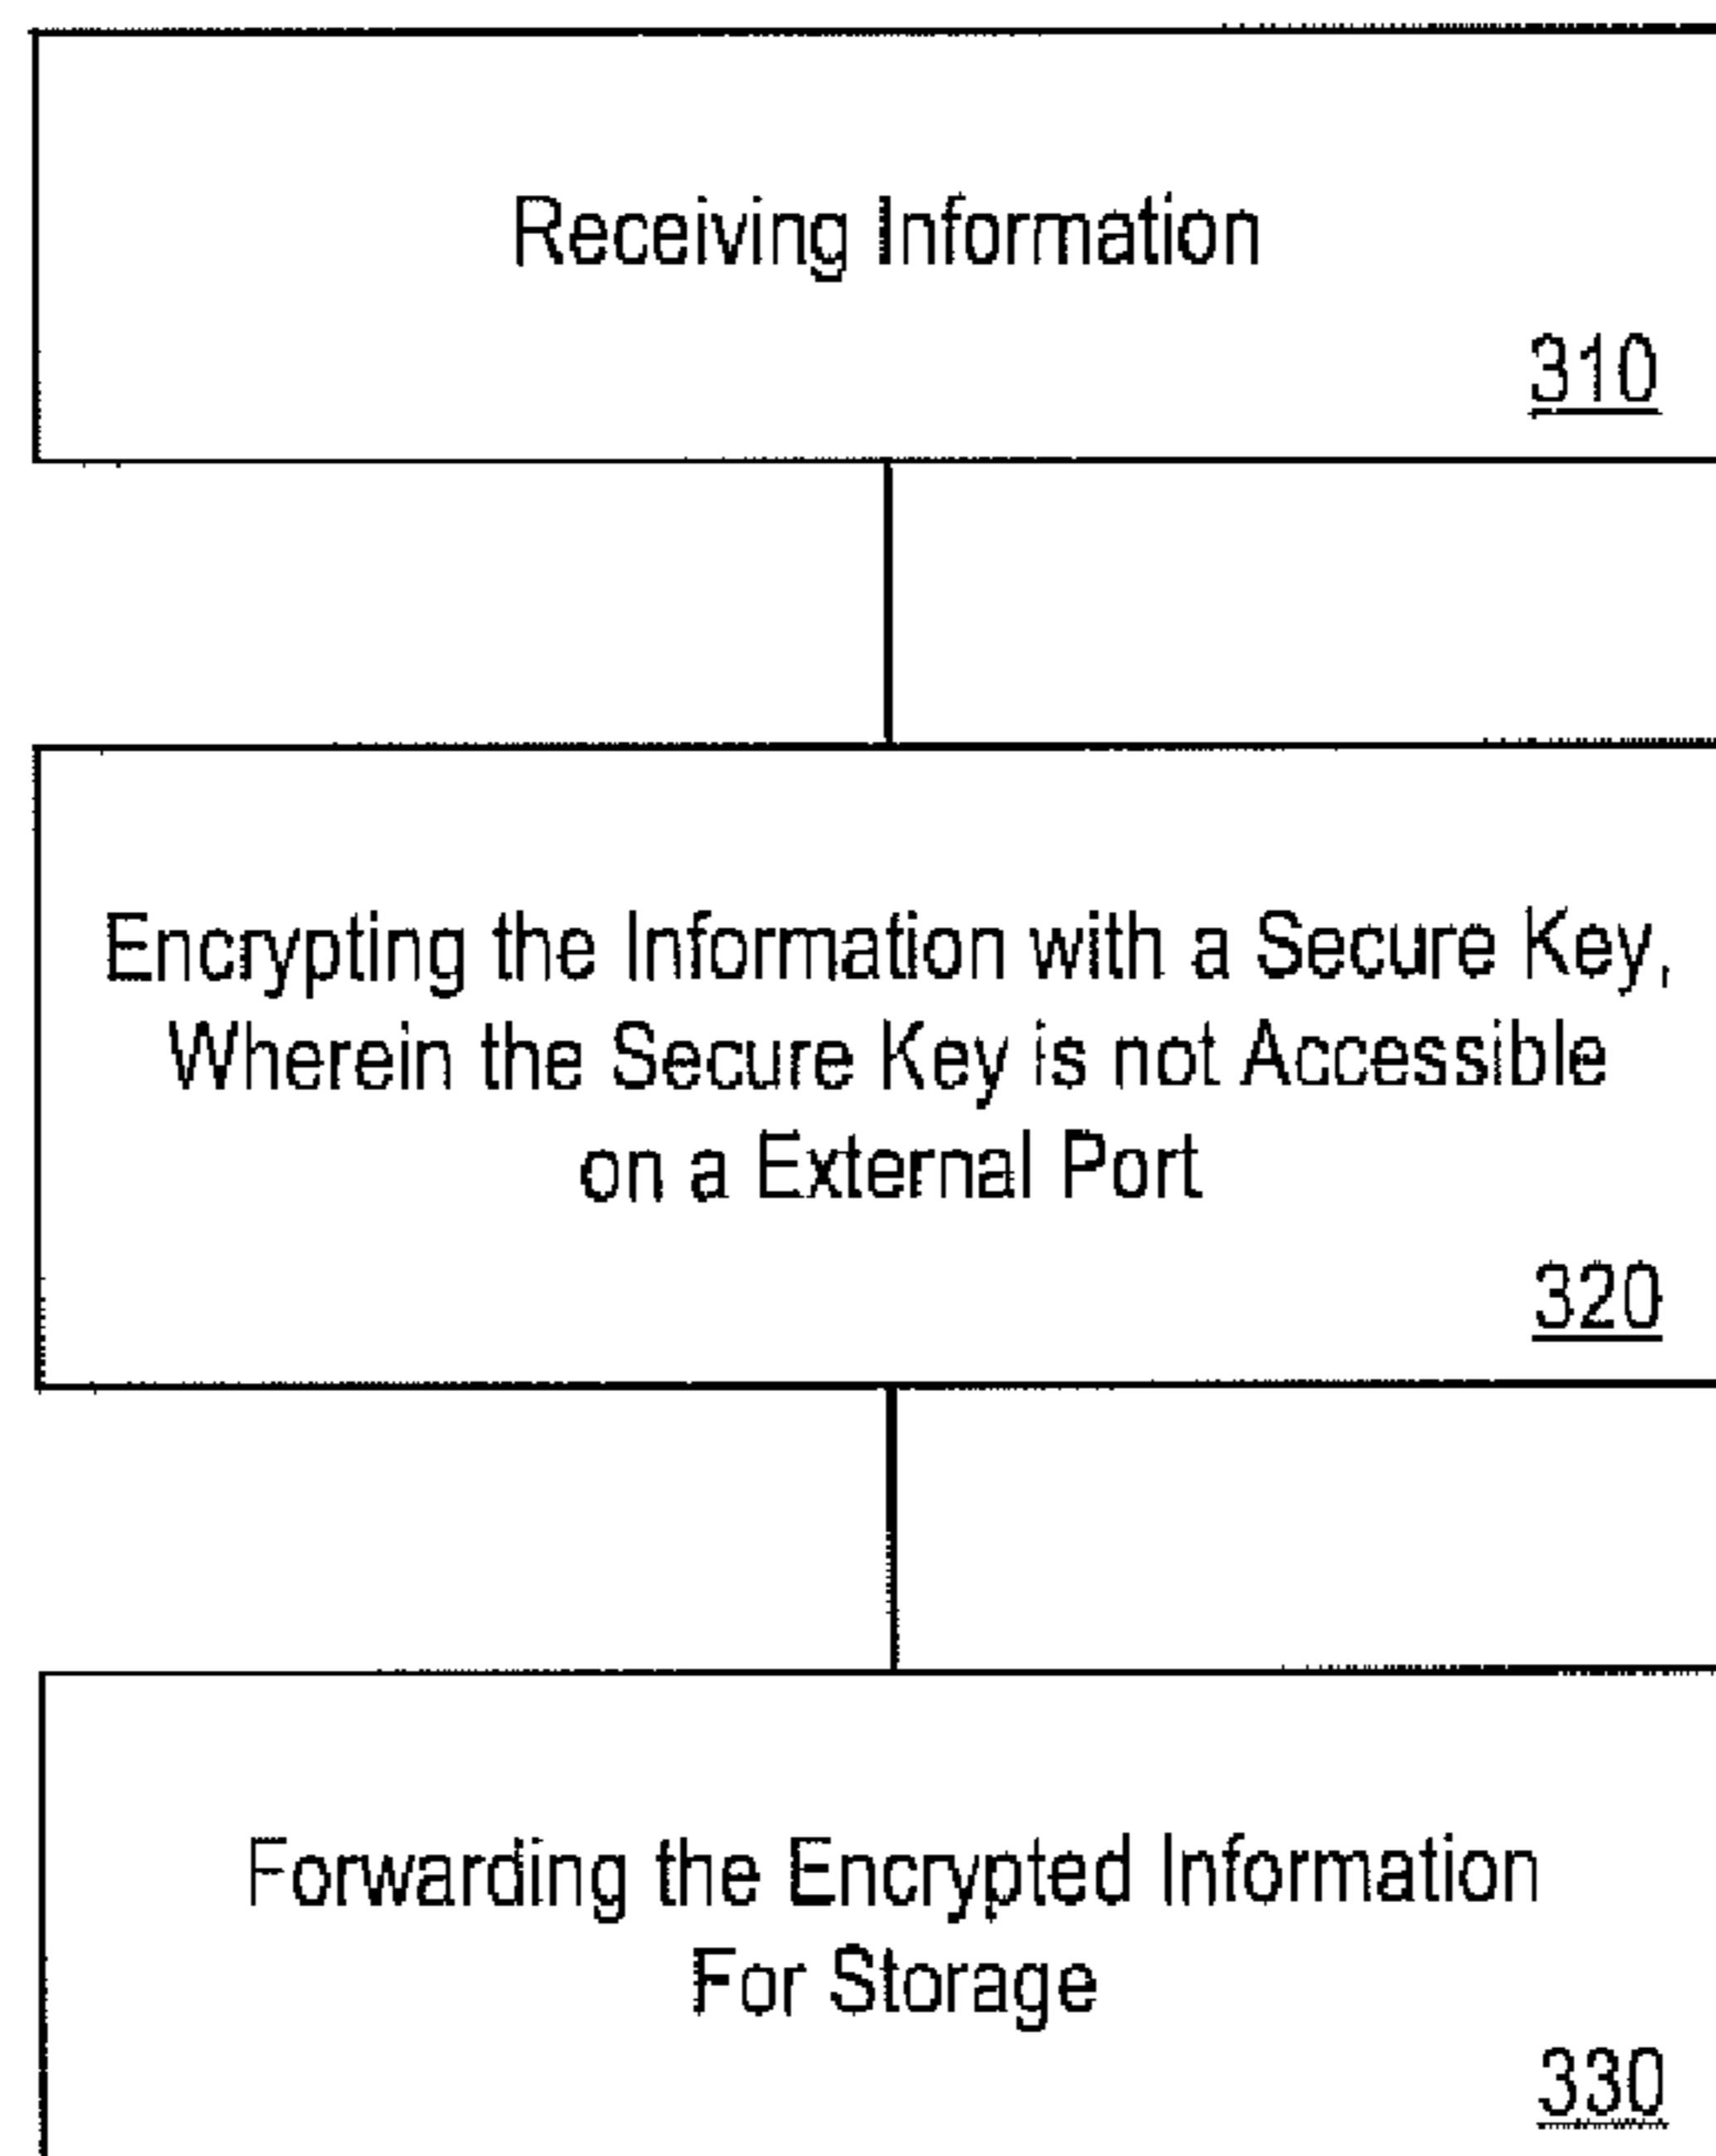 Receiving Information
310
Encrypting the Information with a Secure Key,
Wherein the Secure Key is not Accessible
on a External Port
320
Forwarding the Encrypted Information
For Storage
330